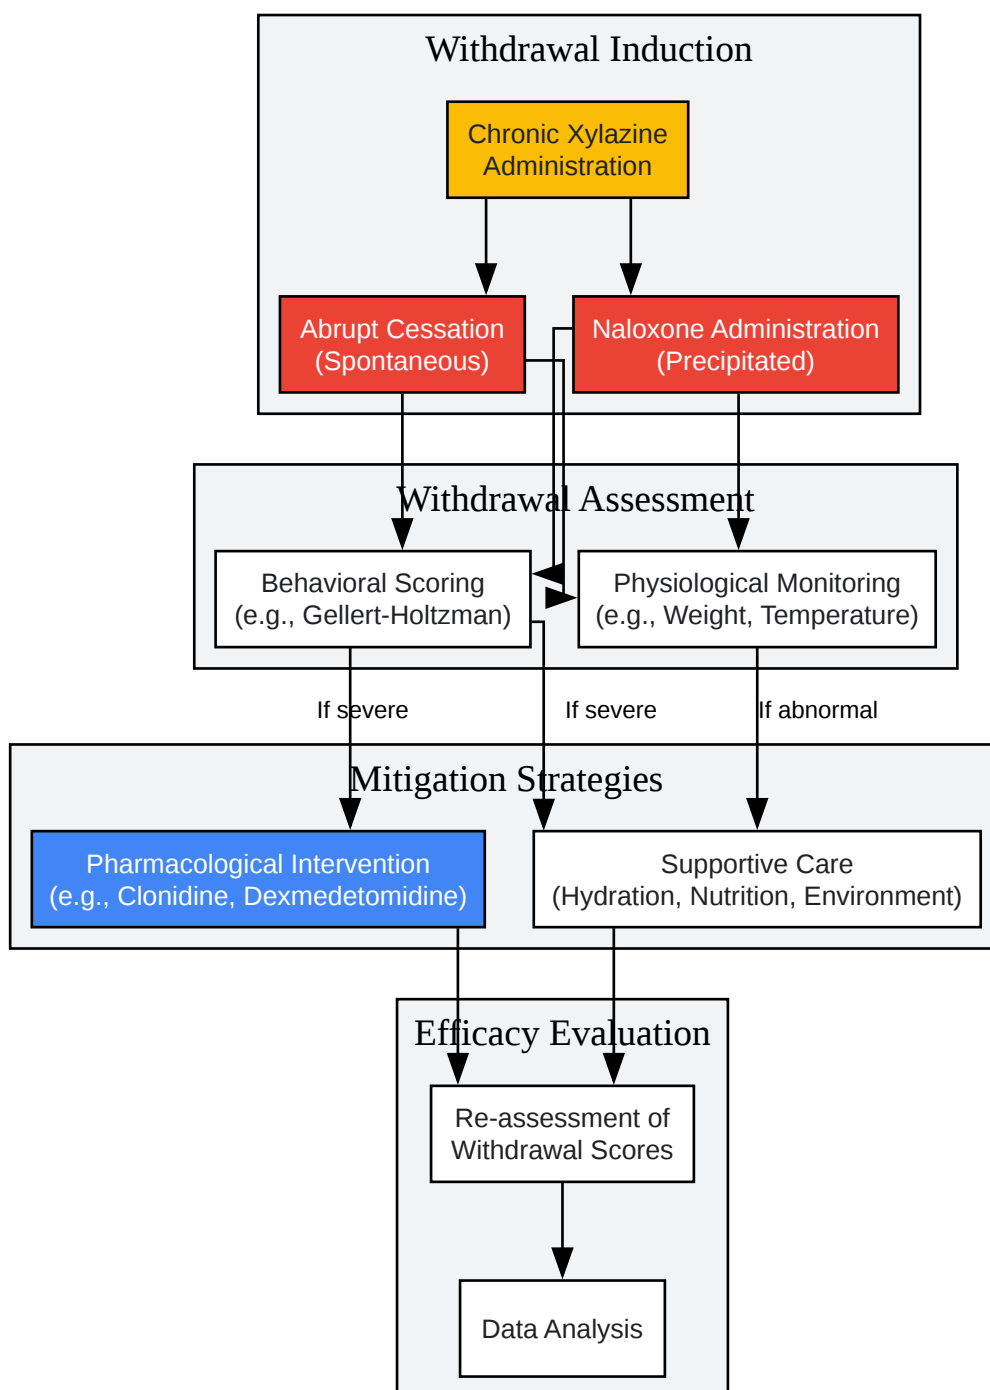 Withdrawal Induction
Chronic Xylazine
Administration
Abrupt Cessation
(Spontaneous)
Naloxone Administration
(Precipitated)
Withdrawal Assessment
Behavioral Scoring
(e.g., Gellert-Holtzman)
Physiological Monitoring
(e.g., Weight, Temperature)
If severe
If severe
If abnormal
Mitigation Strategies
Pharmacological Intervention
(e.g., Clonidine, Dexmedetomidine)
Supportive Care
(Hydration, Nutrition, Environment)
Efficacy Evaluation
Re-assessment of
Withdrawal Scores
Data Analysis